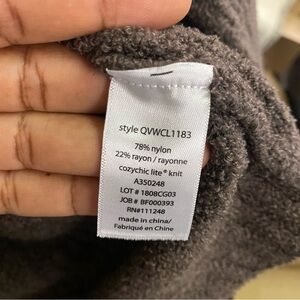 style QVWCL1183
78% nylon
22% rayon / rayonne
cozychic lite® knit
A350248
LOT # 1808CG03
JOB # BF000393
RN#111248
made in china/
Fabriqué en Chine